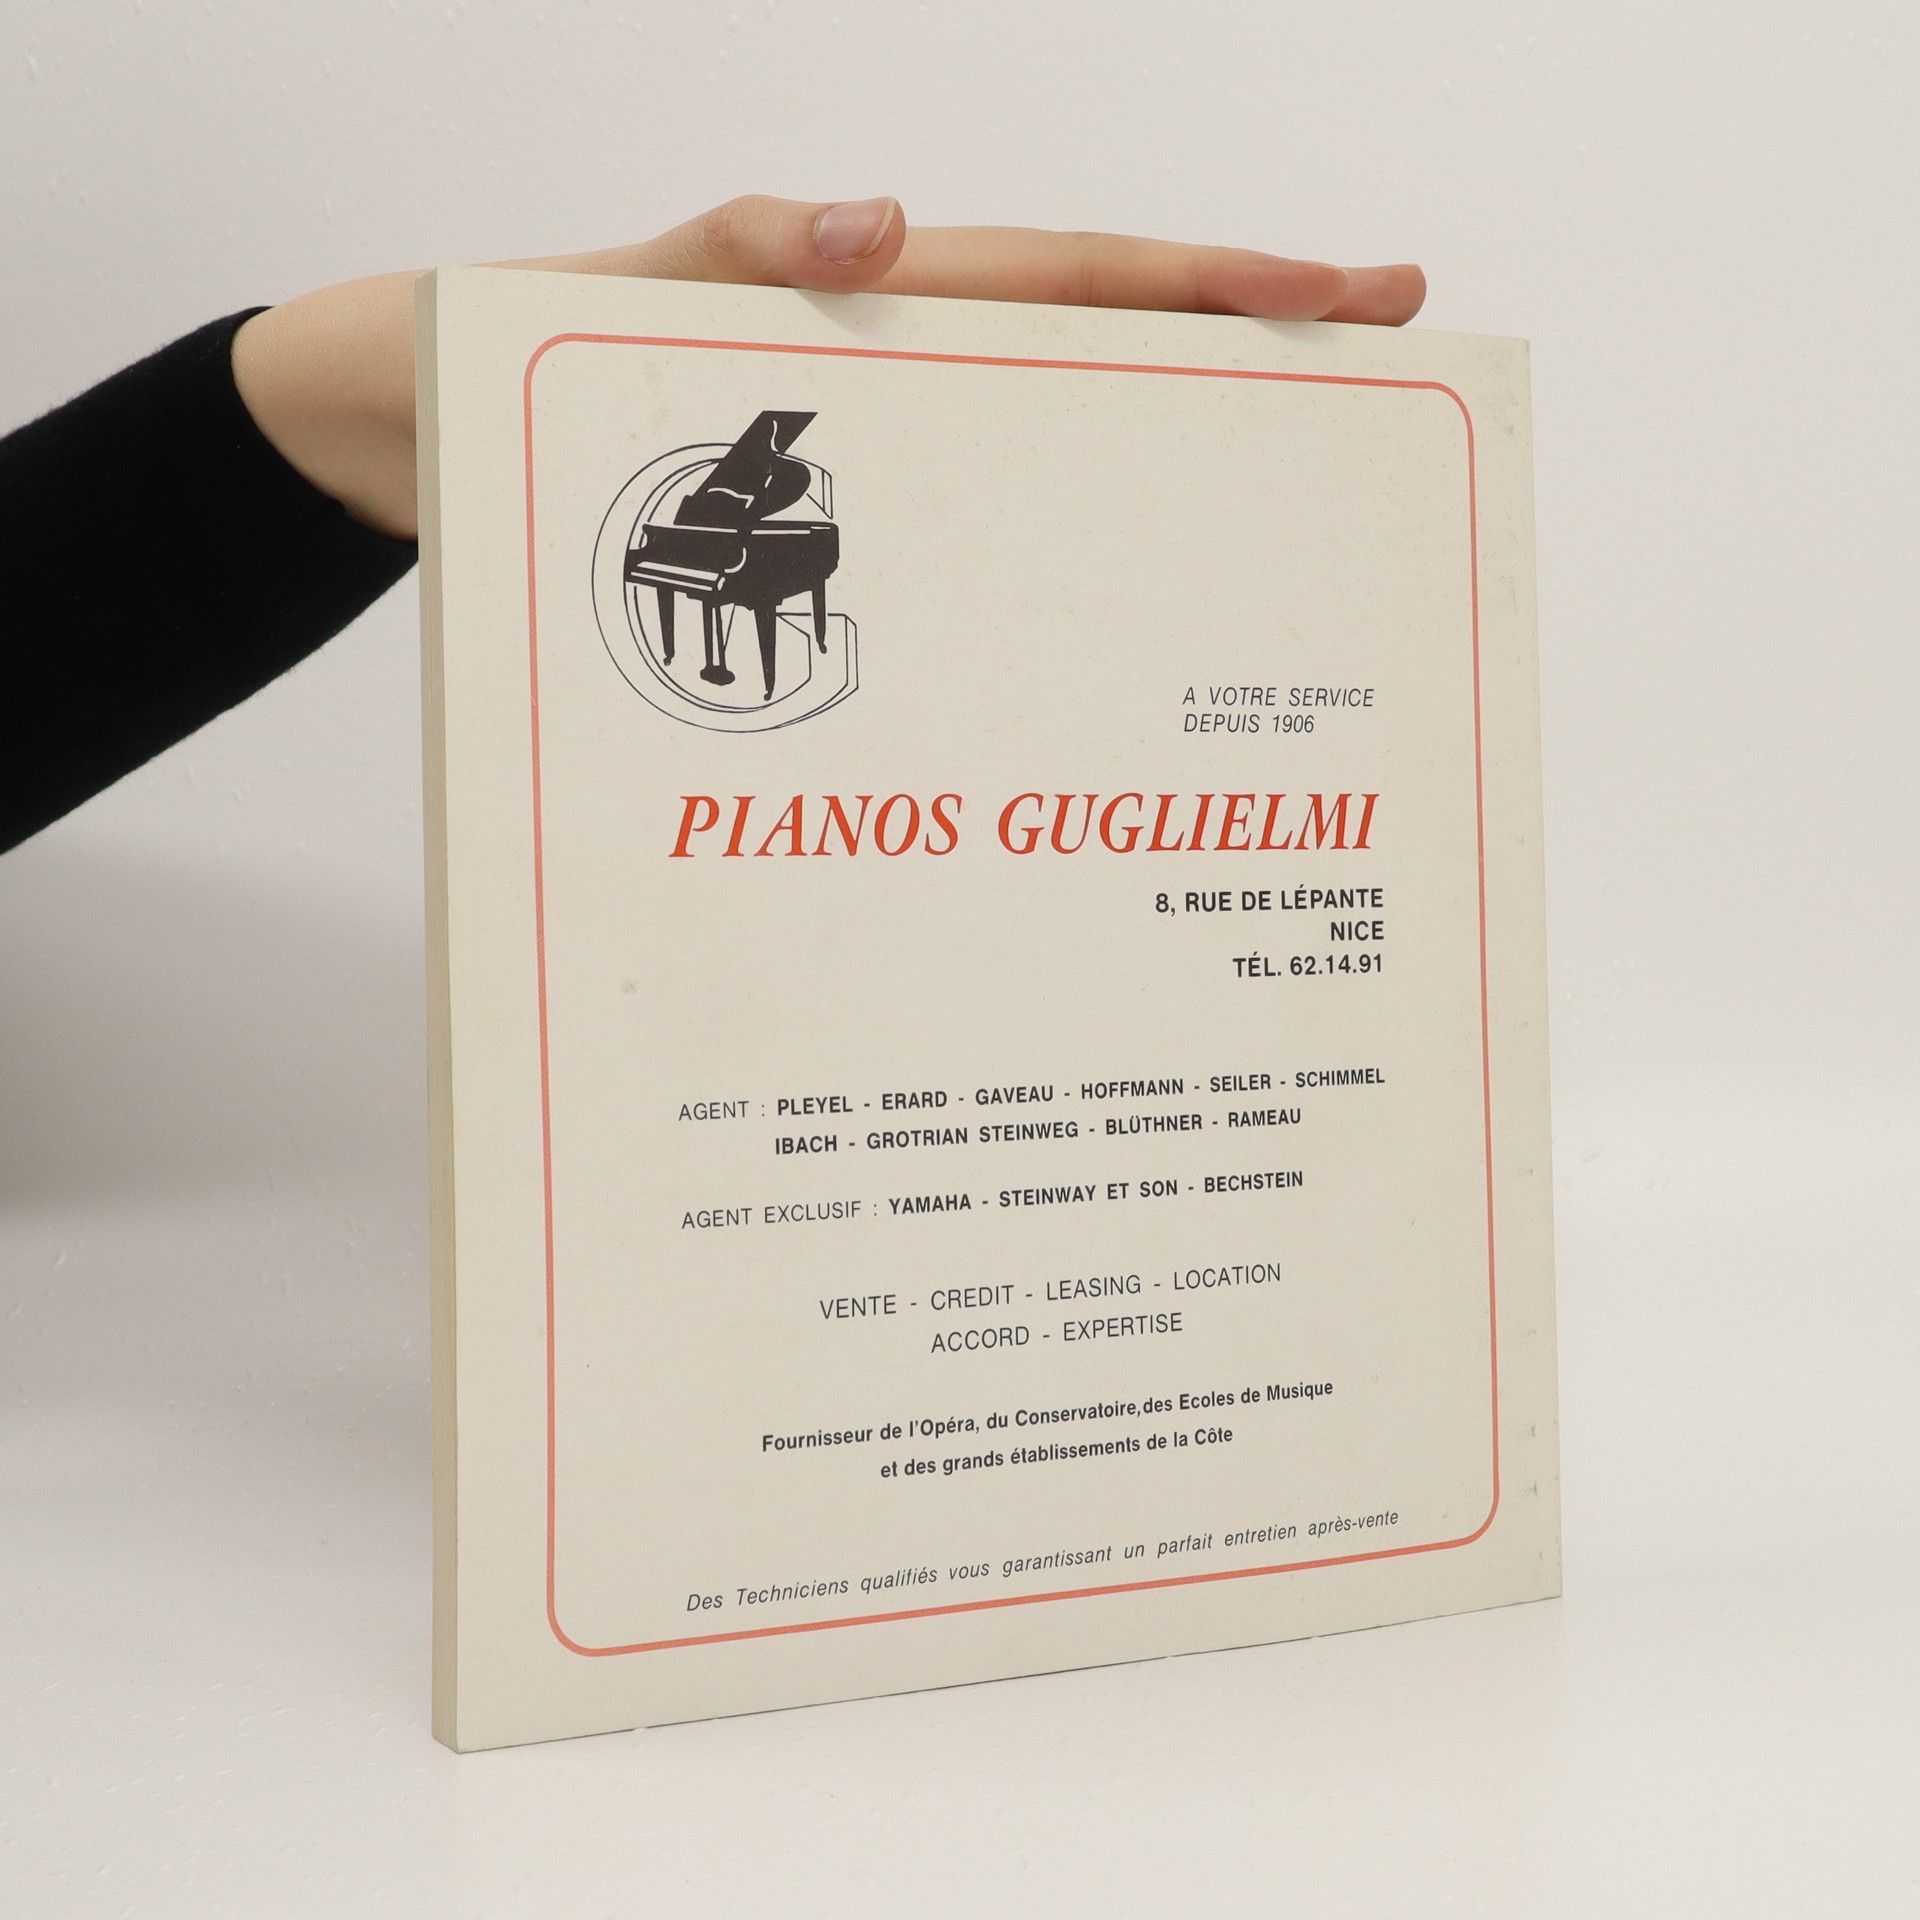 A VOTRE SERVICE
DEPUIS 1906
PIANOS GUGLIELMI
8, RUE DE LÉPANTE
NICE
TÉL. 62.14.91
AGENT : PLEYEL - ERARD - GAVEAU - HOFFMANN - SEILER - SCHIMMEL
IBACH - GROTRIAN STEINWEG - BLÜTHNER - RAMEAU
AGENT EXCLUSIF : YAMAHA - STEINWAY ET SON - BECHSTEIN
VENTE - CREDIT - LEASING - LOCATION
ACCORD - EXPERTISE
Fournisseur de l'Opéra, du Conservatoire, des Ecoles de Musique
et des grands établissements de la Côte
Des Techniciens qualifiés vous garantissant un parfait entretien après-vente